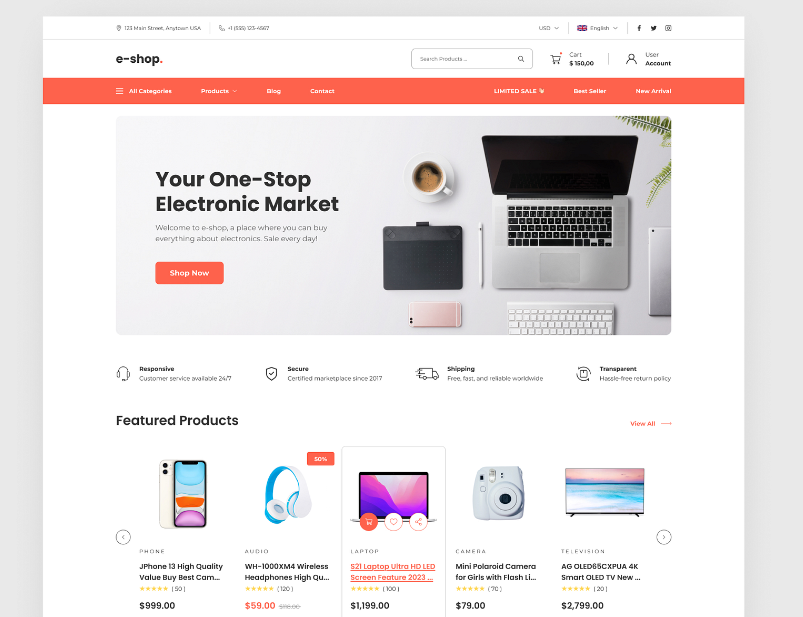 123 Main Street, Anytown USA
+1 (555) 123-4567
USD
English
e-shop.
Search Products ...
Cart
$ 150,00
User
Account
All Categories
Products
Blog
Contact
LIMITED SALE
Best Seller
New Arrival
Your One-Stop
Electronic Market
Welcome to e-shop, a place where you can buy
everything about electronics. Sale every day!
Shop Now
Responsive
Customer service available 24/7
Secure
Certified marketplace since 2017
Shipping
Free, fast, and reliable worldwide
Transparent
Hassle-free return policy
Featured Products
View All
50%
PHONE
JPhone 13 High Quality
Value Buy Best Cam...
( 50 )
$999.00
AUDIO
WH-1000XM4 Wireless
Headphones High Qu...
( 120 )
$59.00
LAPTOP
S21 Laptop Ultra HD LED
Screen Feature 2023 ...
( 100 )
$1,199.00
CAMERA
Mini Polaroid Camera
for Girls with Flash Li...
( 70 )
$79.00
TELEVISION
AG OLED65CXPUA 4K
Smart OLED TV New ...
( 20 )
$2,799.00